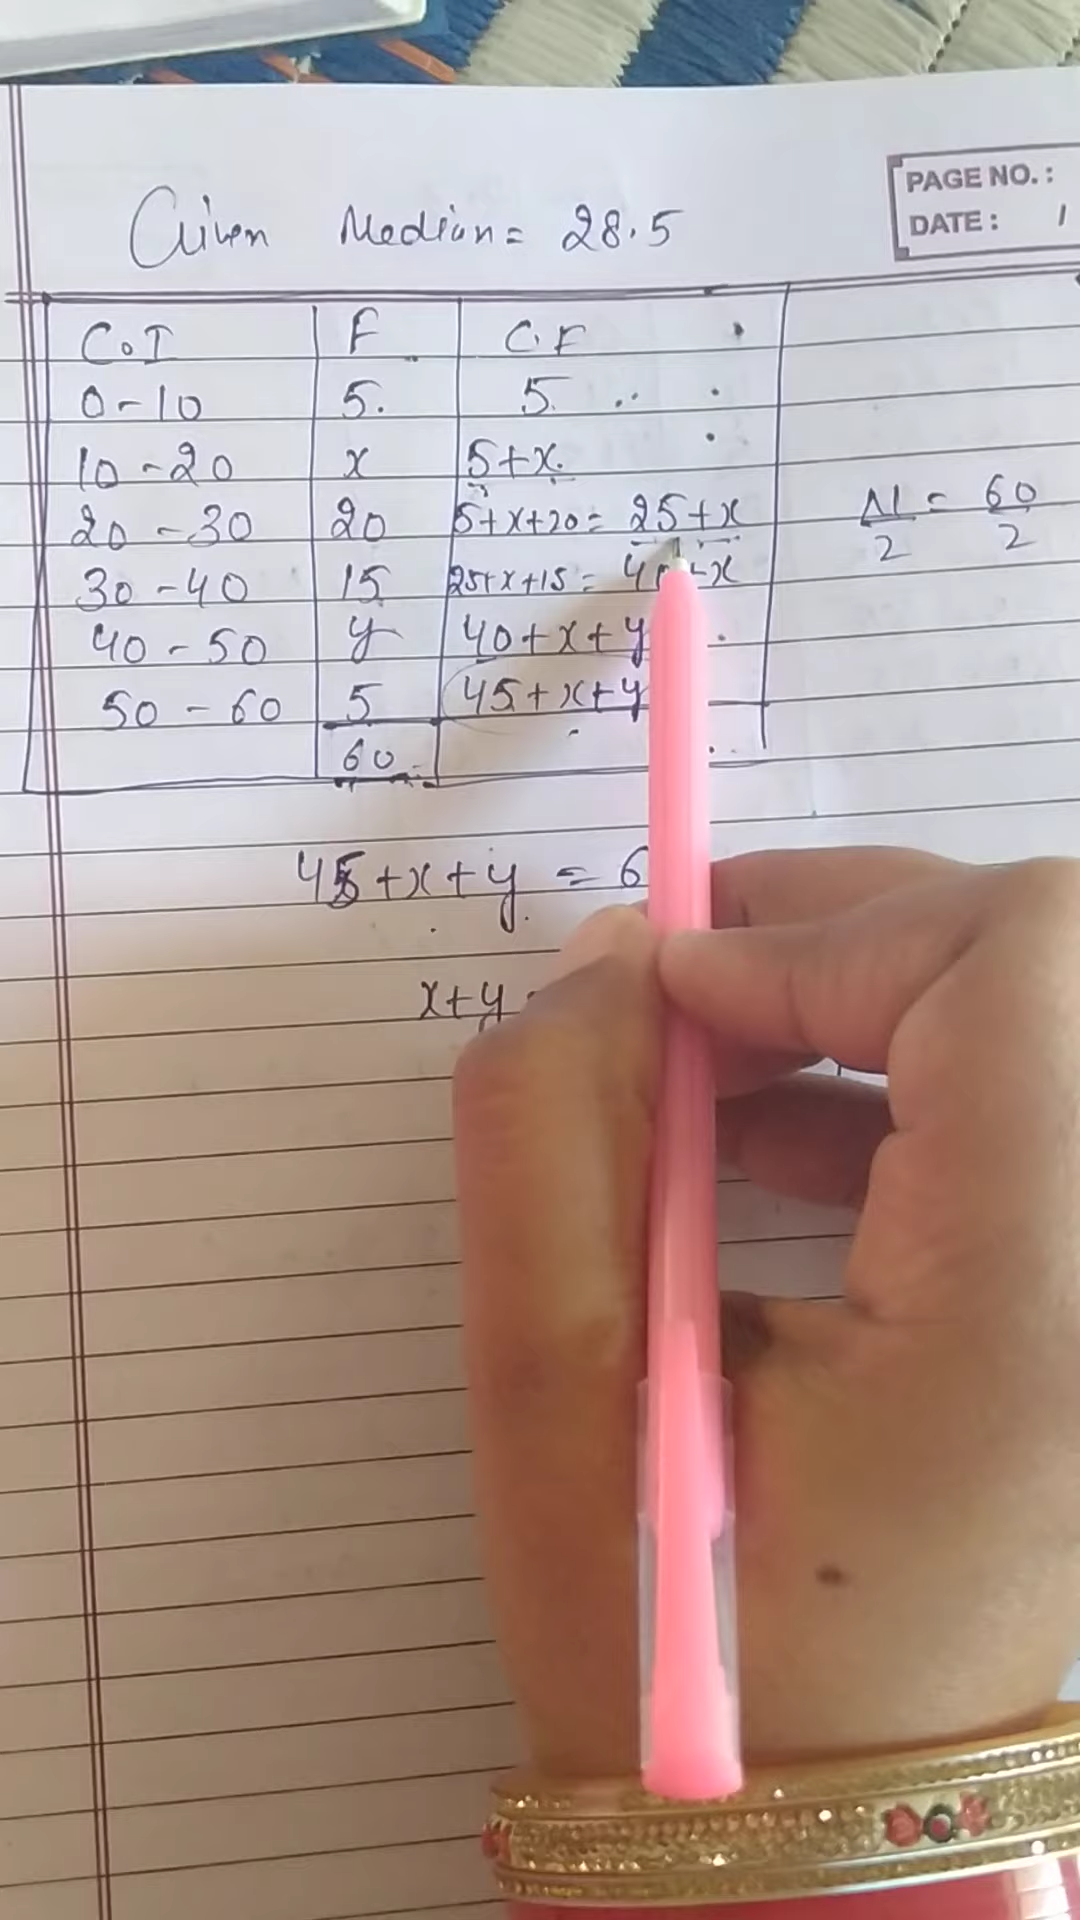 PAGE NO. :
DATE : /
Given Median = 28.5
C.I F C.F
0-10 5. 5
10-20 x 5+x.
20-30 20 5+x+20= 25+x
30-40 15 25+x+15=
40-50 y 40+x+y
50-60 5 45+x+y
60
N/2 = 60/2
45+x+y = 6
x+y